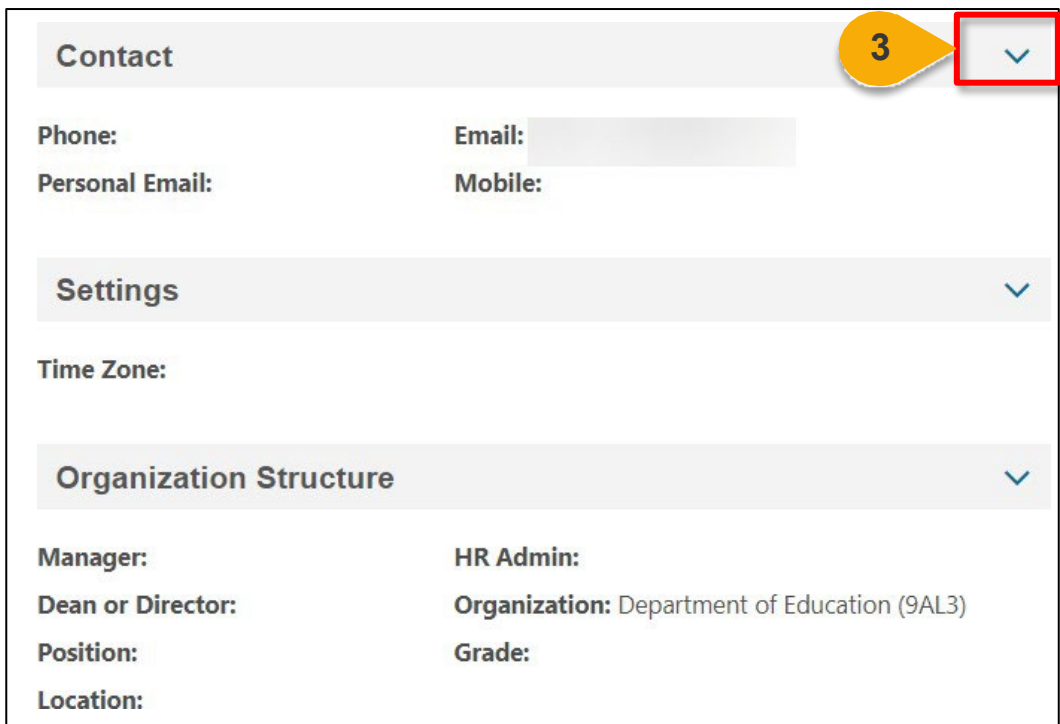 Contact
3
Phone:
Email:
Personal Email:
Mobile:
Settings
Time Zone:
Organization Structure
Manager:
HR Admin:
Dean or Director:
Organization: Department of Education (9AL3)
Position:
Grade:
Location: